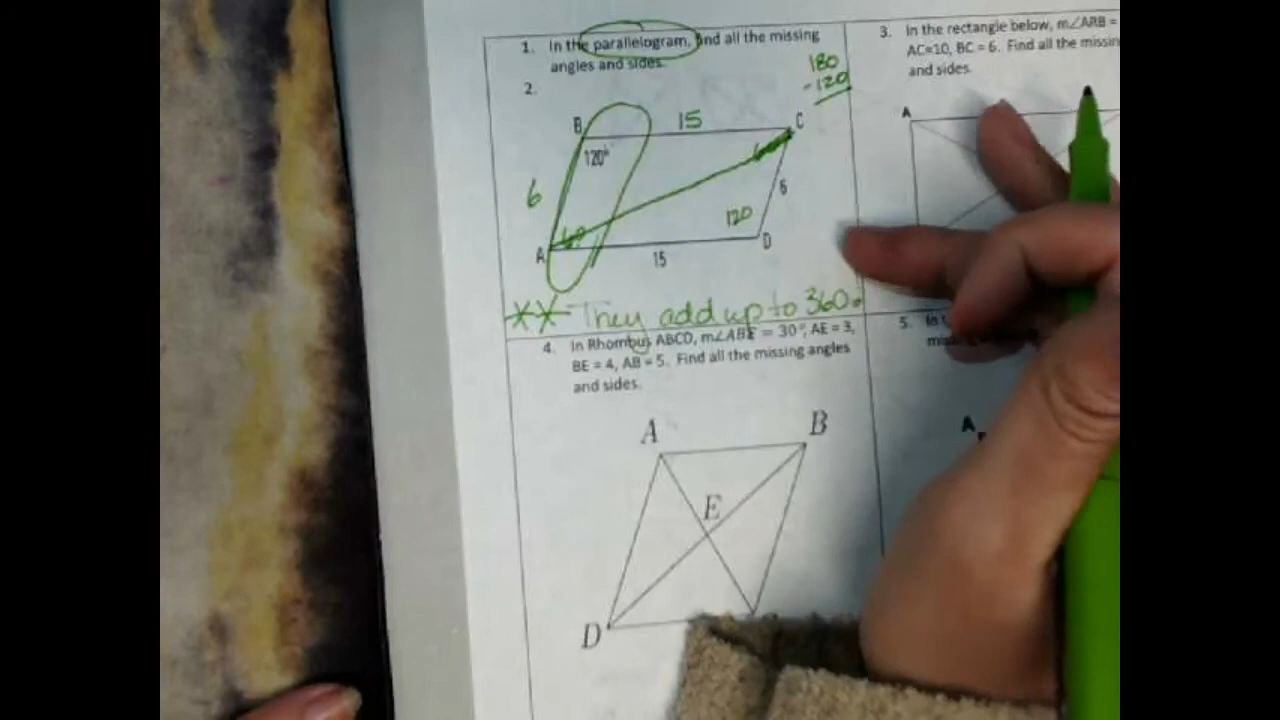 1. In the parallelogram, find all the missing
angles and sides.
2.
180
-120
B
15
C
120°
6
60
60
6
120
A
15
D
** They add up to 360°
3. In the rectangle below, m∠ARB =
AC=10, BC = 6. Find all the
and sides.
A
4. In Rhombus ABCD, m∠ABE = 30°, AE = 3,
BE = 4, AB = 5. Find all the missing angles
and sides.
A
B
E
D
5.
A